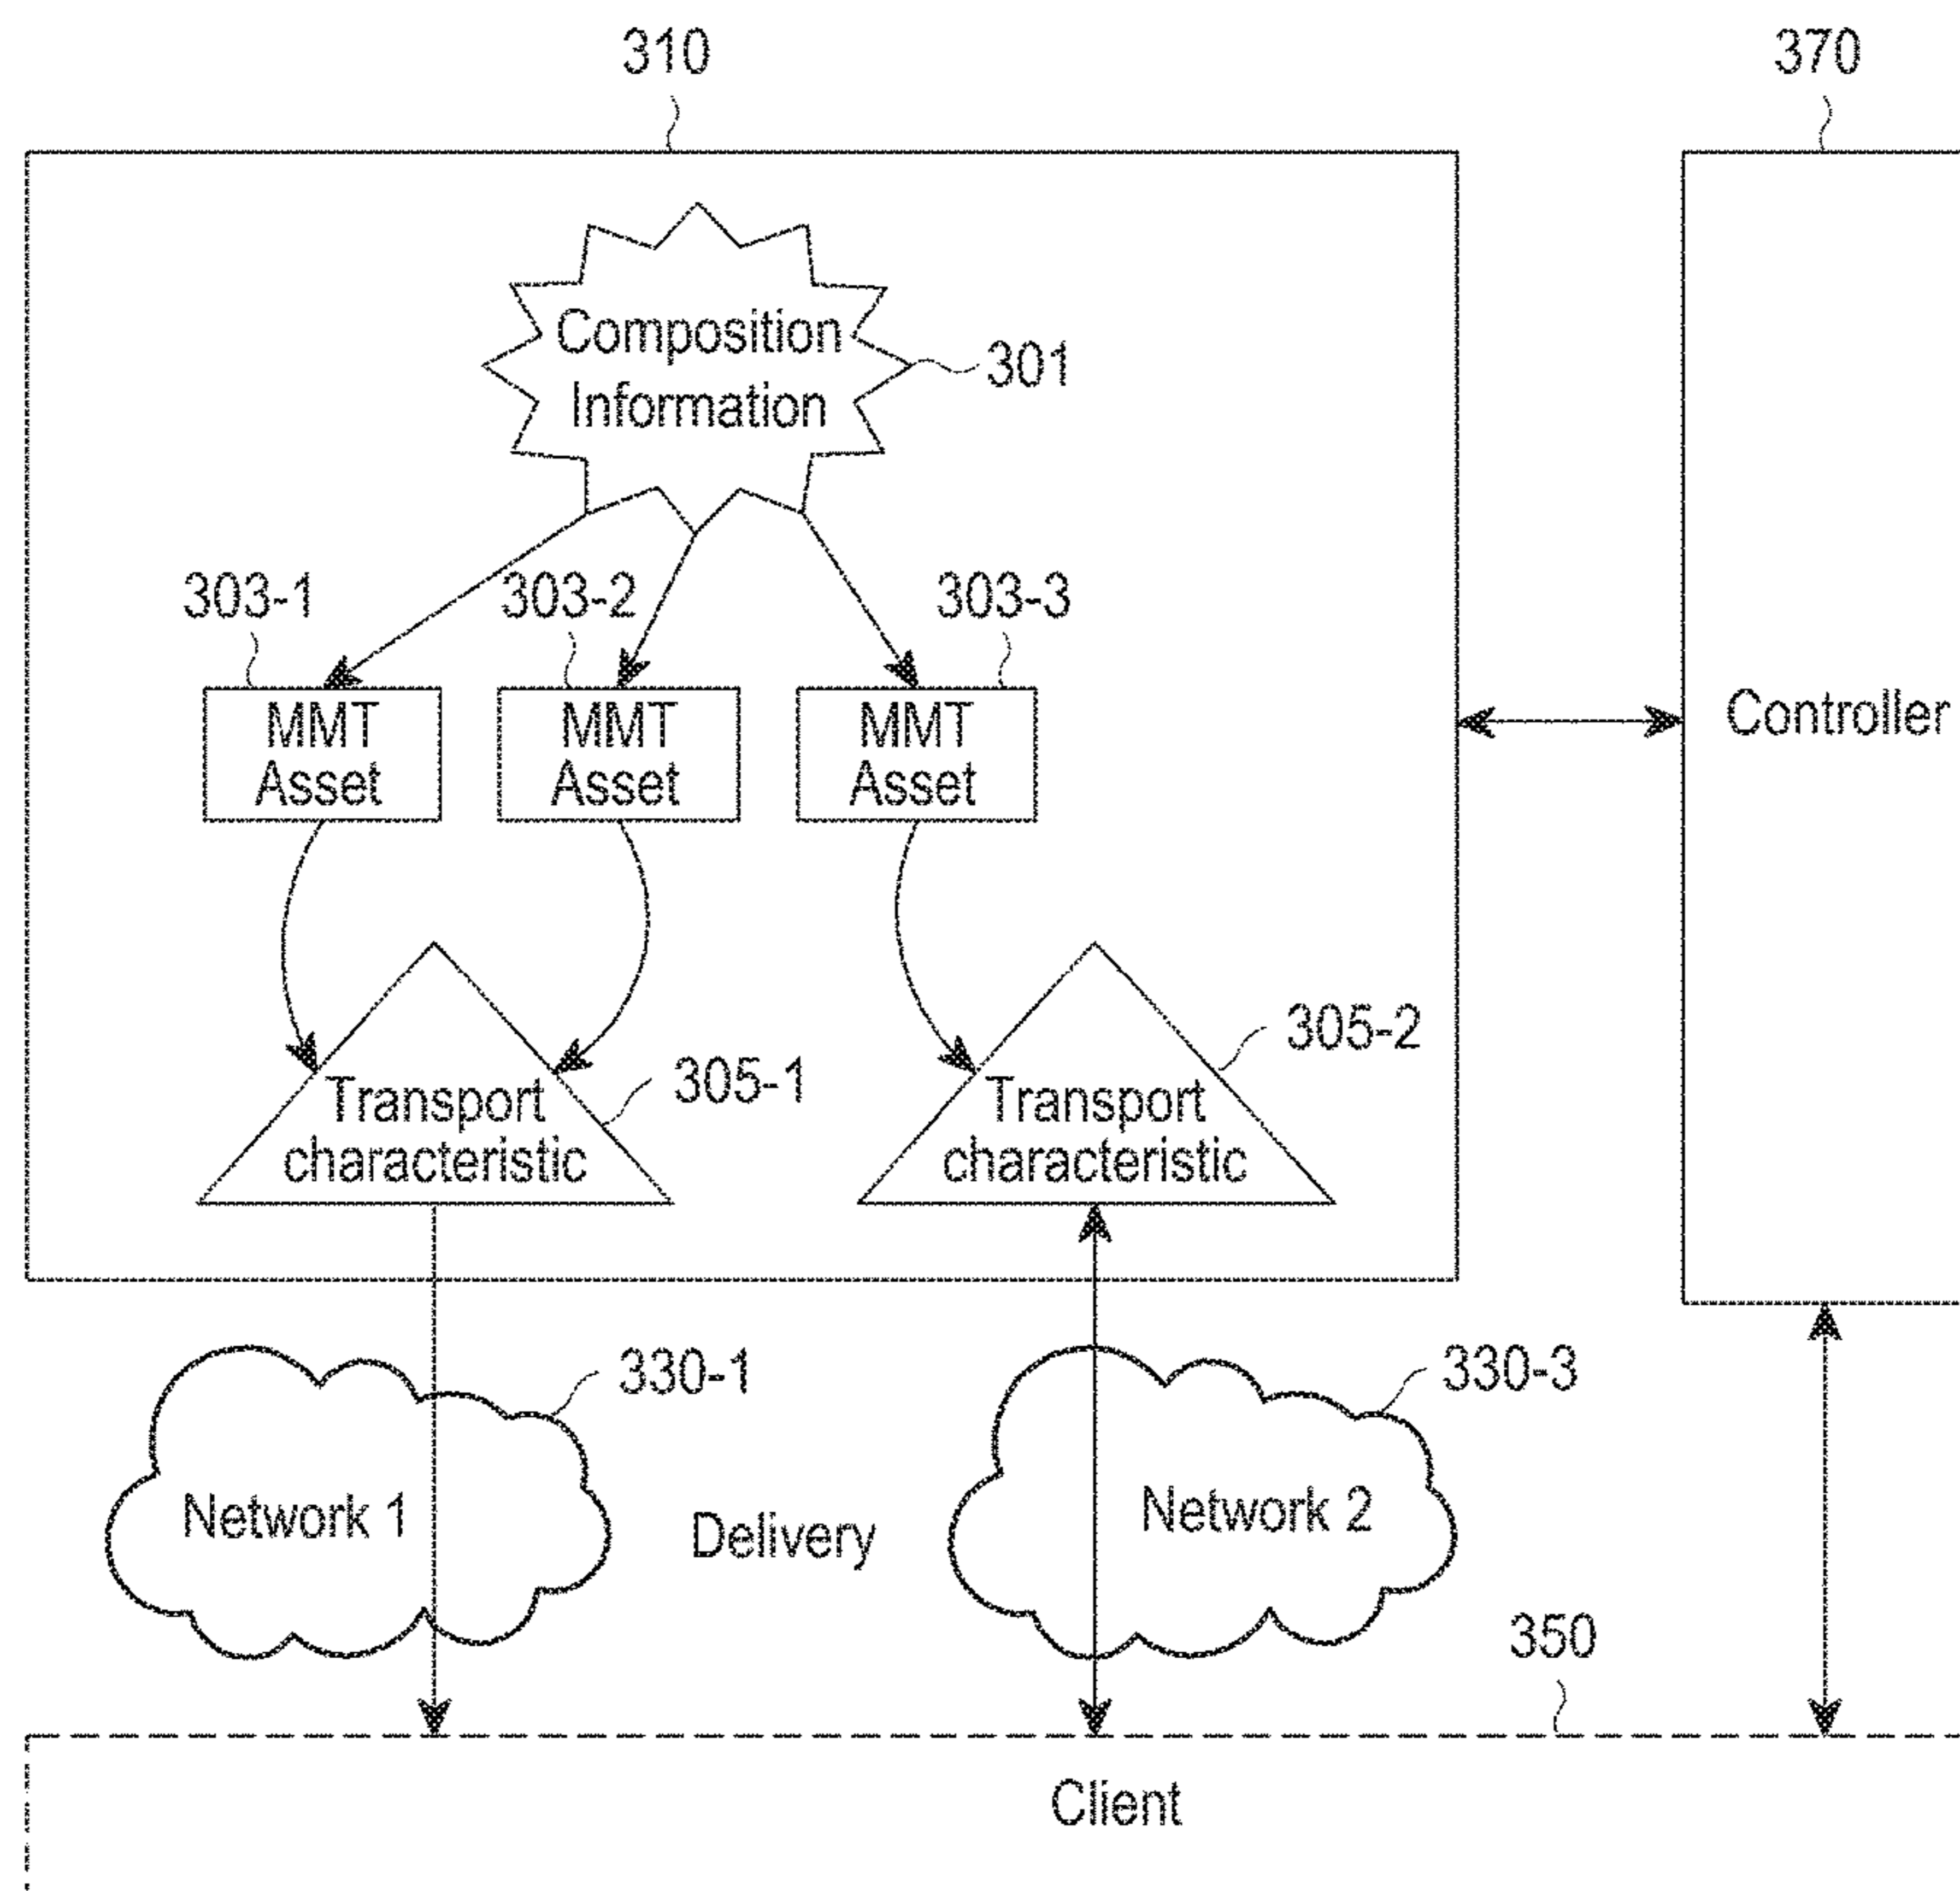 310
370
Composition
Information
301
303-1
303-2
303-3
MMT
Asset
MMT
Asset
MMT
Asset
Controller
305-2
305-1
Transport
characteristic
Transport
characteristic
330-1
330-3
Network 1
Delivery
Network 2
350
Client